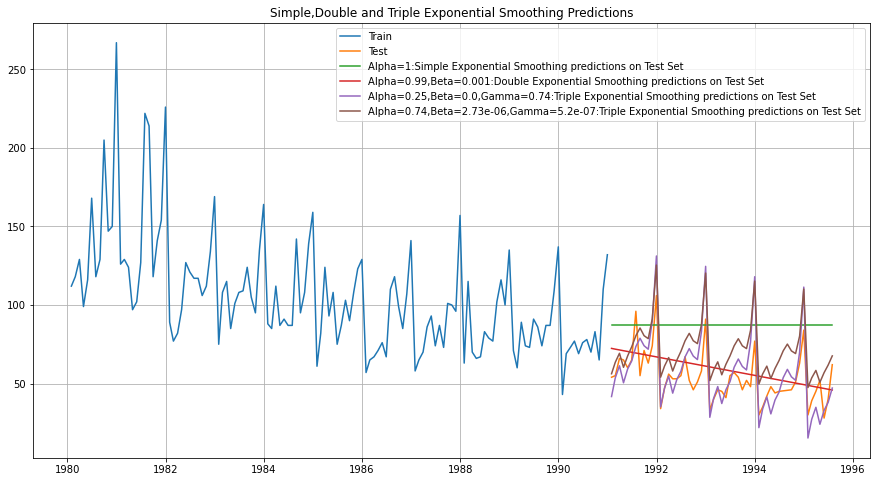 Simple,Double and Triple Exponential Smoothing Predictions
Train
Test
Alpha=1:Simple Exponential Smoothing predictions on Test Set
Alpha=0.99,Beta=0.001:Double Exponential Smoothing predictions on Test Set
Alpha=0.25,Beta=0.0,Gamma=0.74:Triple Exponential Smoothing predictions on Test Set
Alpha=0.74,Beta=2.73e-06,Gamma=5.2e-07:Triple Exponential Smoothing predictions on Test Set
250
200
150
100
50
1980 1982 1984 1986 1988 1990 1992 1994 1996